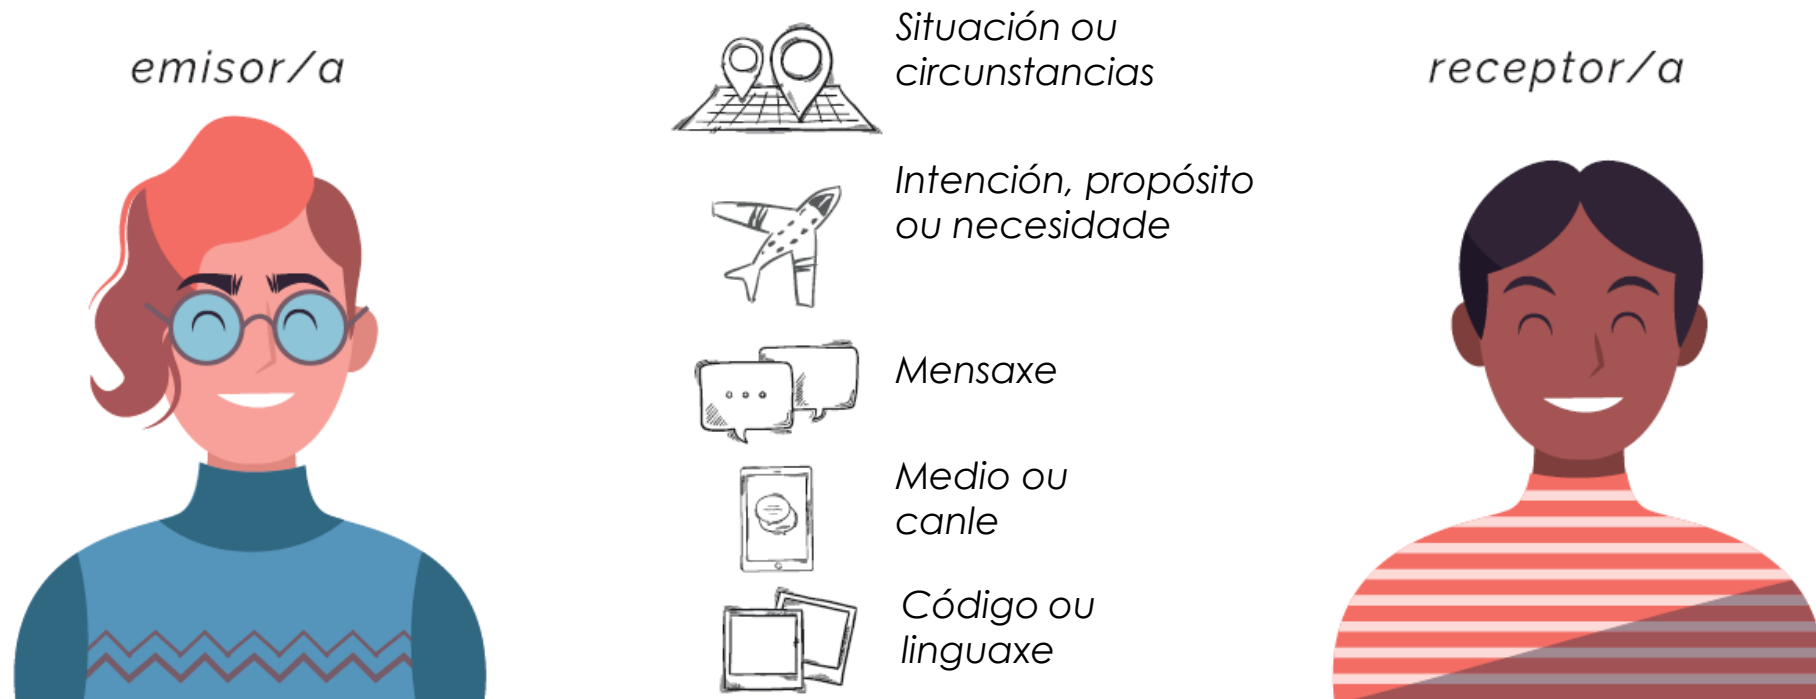 emisor/a
Situación ou
circunstancias
Intención, propósito
ou necesidade
Mensaxe
Medio ou
canle
Código ou
linguaxe
receptor/a